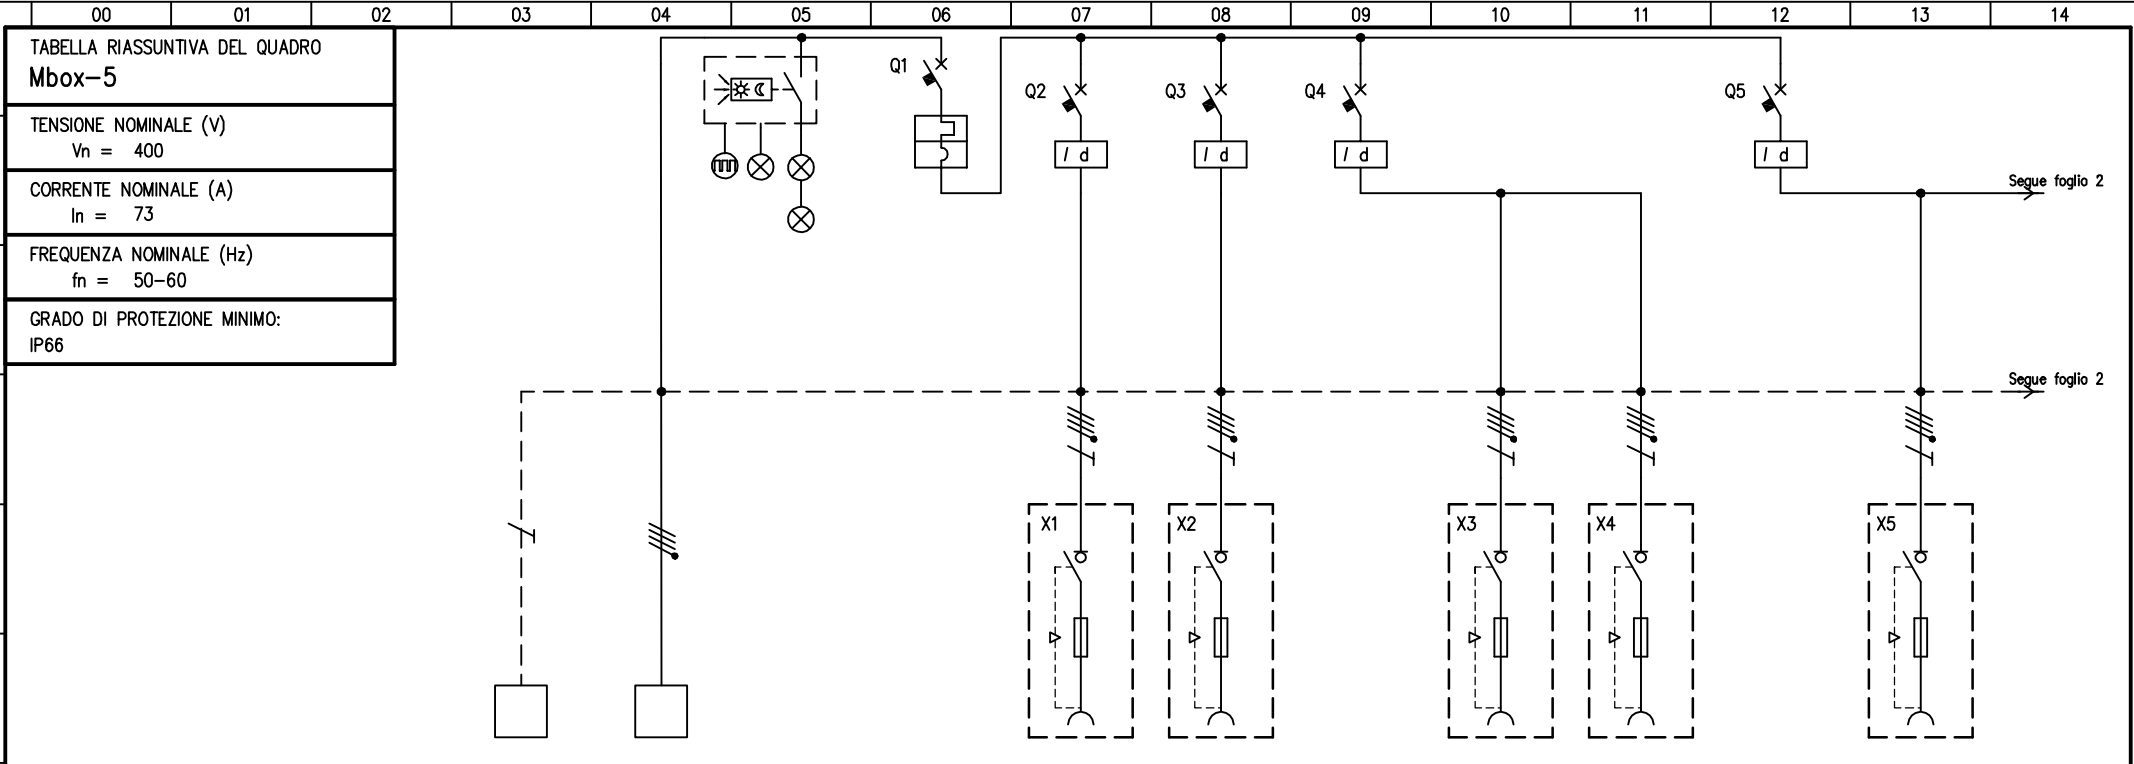 00 01 02 03 04 05 06 07 08 09 10 11 12 13 14
TABELLA RIASSUNTIVA DEL QUADRO
Mbox-5
TENSIONE NOMINALE (V)
Vn = 400
CORRENTE NOMINALE (A)
In = 73
FREQUENZA NOMINALE (Hz)
fn = 50-60
GRADO DI PROTEZIONE MINIMO:
IP66
Q1
Q2 Q3 Q4 Q5
I d I d I d I d
Segue foglio 2
Segue foglio 2
X1 X2 X3 X4 X5